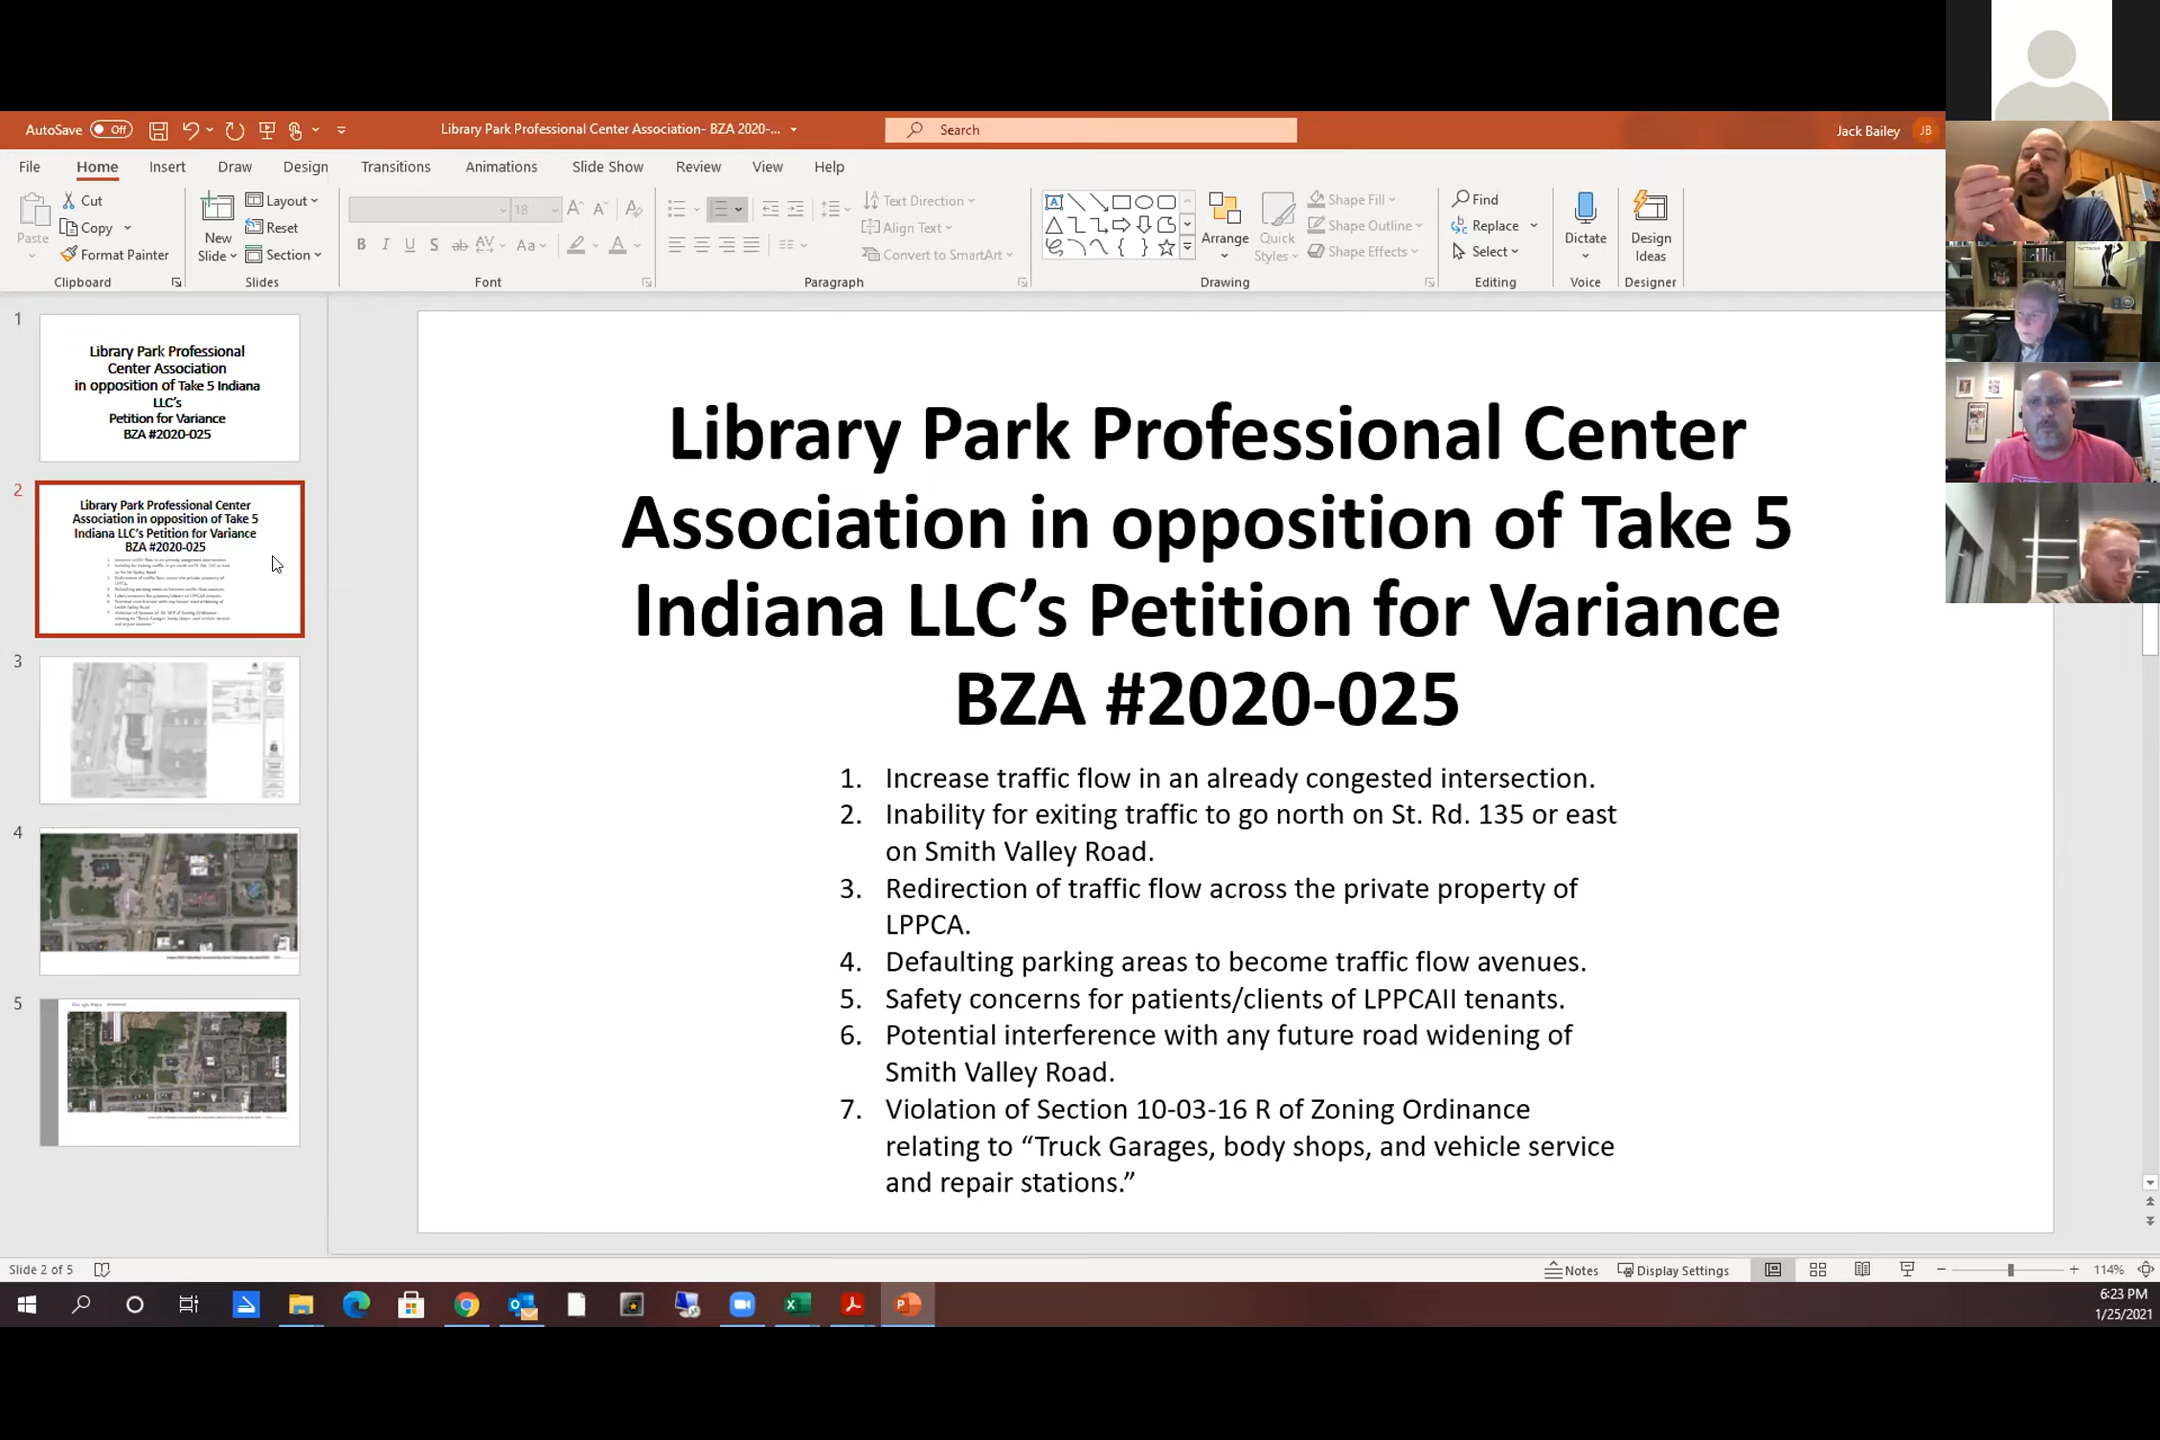 AutoSave Off
Library Park Professional Center Association- BZA 2020-...
Search
Jack Bailey JB
File Home Insert Draw Design Transitions Animations Slide Show Review View Help
Paste
Cut
Copy
Format Painter
Clipboard
New Slide
Layout
Reset
Section
Slides
18
B I U S ab AV Aa A
Font
Text Direction
Align Text
Convert to SmartArt
Paragraph
Arrange
Quick Styles
Shape Fill
Shape Outline
Shape Effects
Drawing
Find
Replace
Select
Editing
Dictate
Voice
Design Ideas
Designer
1
Library Park Professional
Center Association
in opposition of Take 5 Indiana
LLC’s
Petition for Variance
BZA #2020-025
2
Library Park Professional Center
Association in opposition of Take 5
Indiana LLC’s Petition for Variance
BZA #2020-025
3
4
5
Library Park Professional Center
Association in opposition of Take 5
Indiana LLC’s Petition for Variance
BZA #2020-025
1. Increase traffic flow in an already congested intersection.
2. Inability for exiting traffic to go north on St. Rd. 135 or east
on Smith Valley Road.
3. Redirection of traffic flow across the private property of
LPPCA.
4. Defaulting parking areas to become traffic flow avenues.
5. Safety concerns for patients/clients of LPPCAII tenants.
6. Potential interference with any future road widening of
Smith Valley Road.
7. Violation of Section 10-03-16 R of Zoning Ordinance
relating to “Truck Garages, body shops, and vehicle service
and repair stations.”
Slide 2 of 5
Notes
Display Settings
114%
6:23 PM
1/25/2021